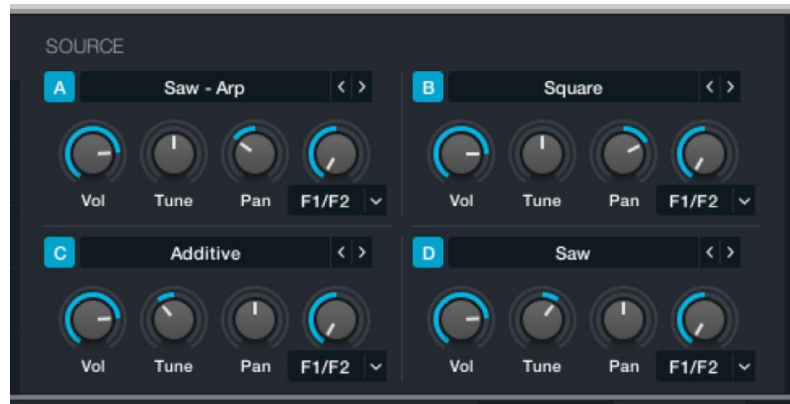 SOURCE
A Saw - Arp < >
B Square < >
Vol Tune Pan F1/F2
Vol Tune Pan F1/F2
C Additive < >
D Saw < >
Vol Tune Pan F1/F2
Vol Tune Pan F1/F2